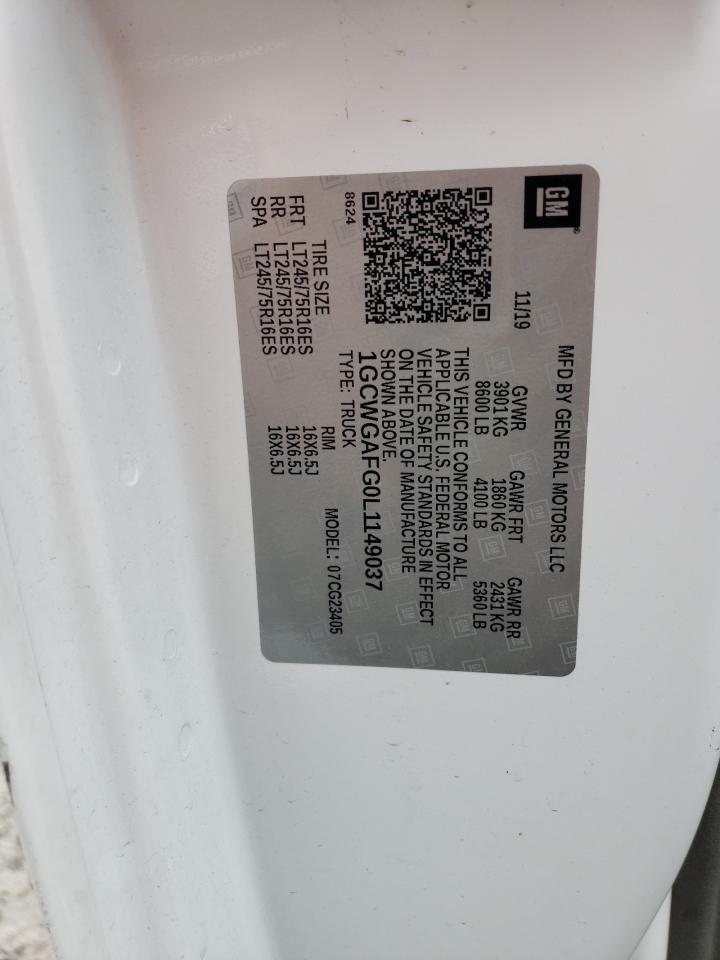 GM
MFD BY GENERAL MOTORS LLC
11/19
GVWR GAWR FRT GAWR RR
3901 KG 1860 KG 2431 KG
8600 LB 4100 LB 5360 LB
THIS VEHICLE CONFORMS TO ALL
APPLICABLE U.S. FEDERAL MOTOR
VEHICLE SAFETY STANDARDS IN EFFECT
ON THE DATE OF MANUFACTURE
SHOWN ABOVE.
1GCWGAFG0L1149037
8624
TYPE: TRUCK MODEL: 07CG23405
TIRE SIZE RIM
FRT LT245/75R16ES 16X6.5J
RR LT245/75R16ES 16X6.5J
SPA LT245/75R16ES 16X6.5J